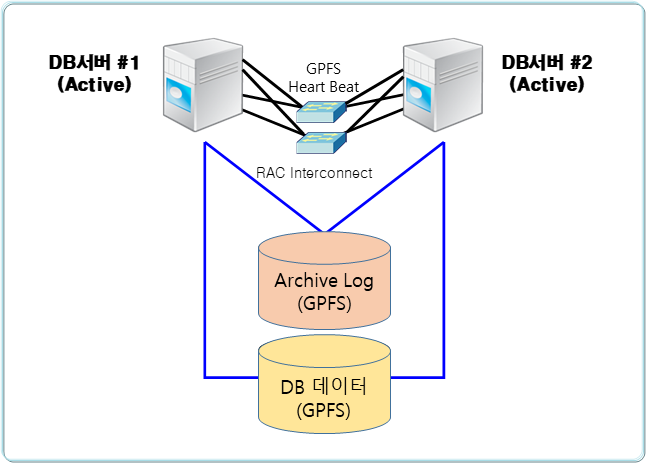 DB서버 #1
(Active)
GPFS
Heart Beat
DB서버 #2
(Active)
RAC Interconnect
Archive Log
(GPFS)
DB 데이터
(GPFS)